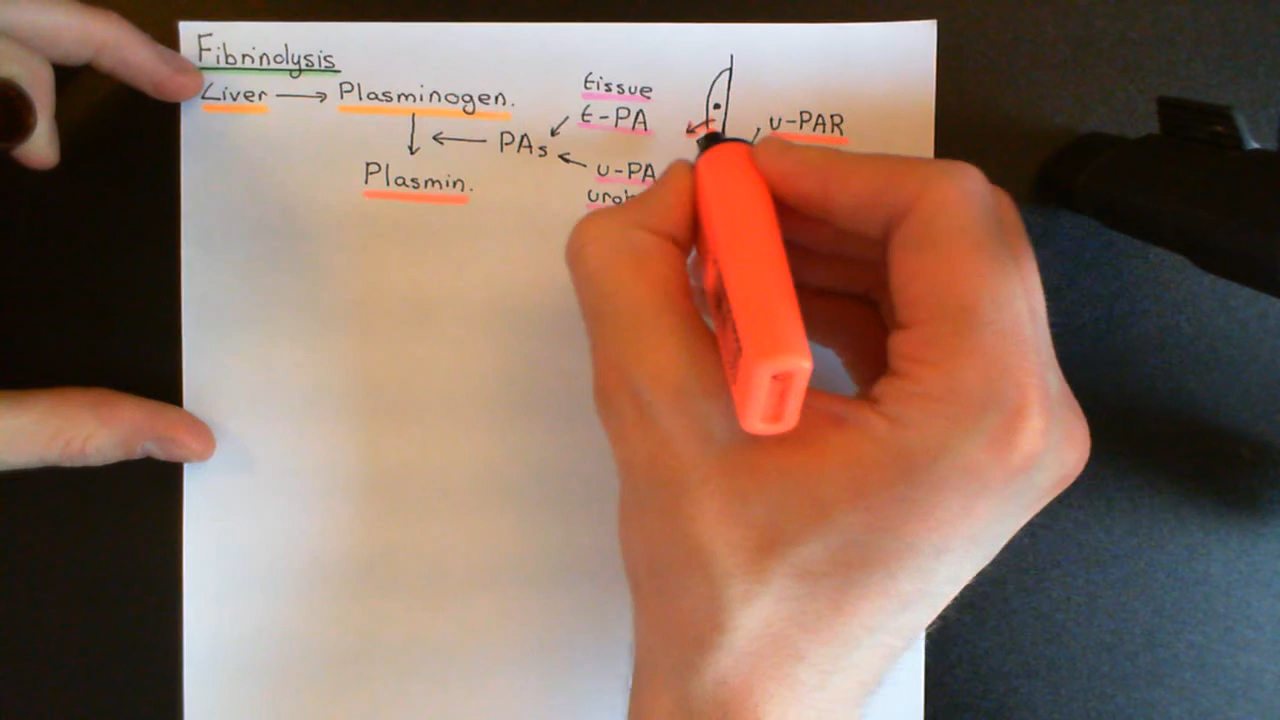 Fibrinolysis
Liver → Plasminogen.
tissue
t-PA
u-PAR
← PAs
u-PA
Plasmin.